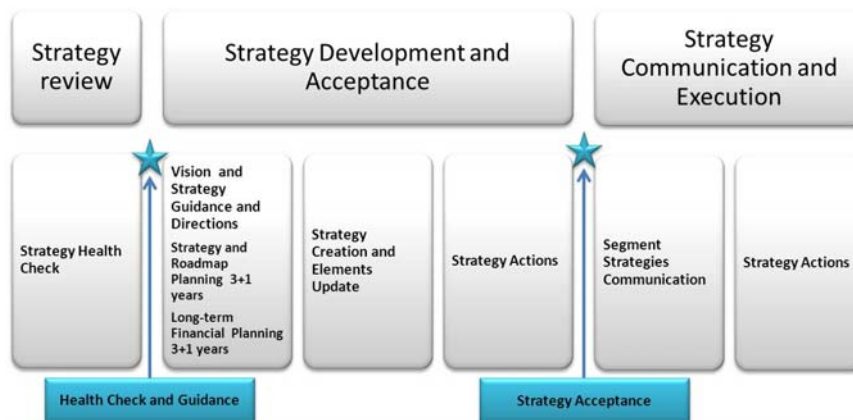 Strategy
review
Strategy Development and
Acceptance
Strategy
Communication and
Execution
Strategy Health
Check
Vision and
Strategy
Guidance and
Directions
Strategy and
Roadmap
Planning 3+1
years
Long-term
Financial Planning
3+1 years
Strategy
Creation and
Elements
Update
Strategy Actions
Segment
Strategies
Communication
Strategy Actions
Health Check and Guidance
Strategy Acceptance